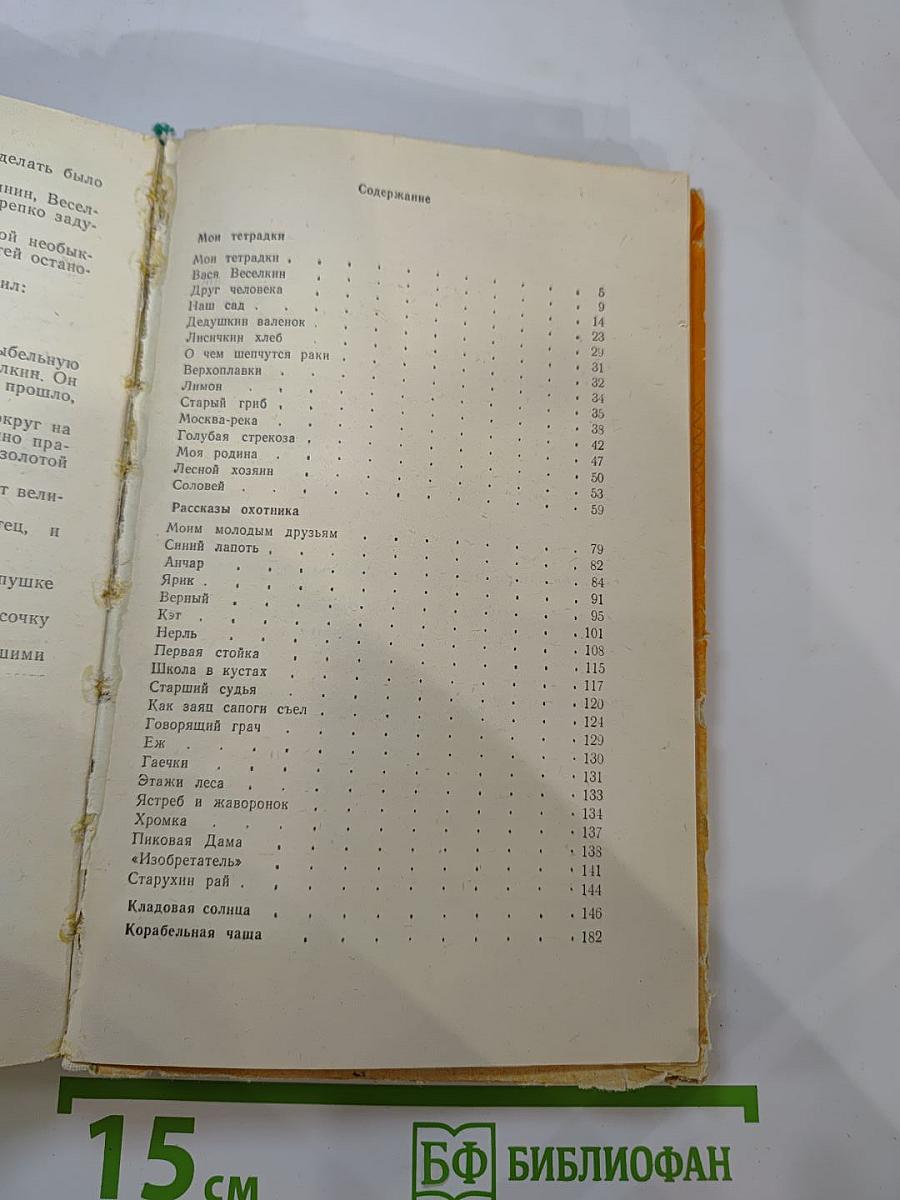 делать было
нин, Весел-
репко заду-
ой необык-
тей остано-
ил:
ыбельную
лкин. Он
прошло,
округ на
но пра-
золотой
т вели-
тец, и
пушке
сочку
шими
Содержание
Мои тетрадки
Мои тетрадки . . . . . . . . . . 5
Вася Веселкин . . . . . . . . . 9
Друг человека . . . . . . . . . 14
Наш сад . . . . . . . . . . . 23
Дедушкин валенок . . . . . . . . . 29
Лисичкин хлеб . . . . . . . . . 31
О чем шепчутся раки . . . . . . . . 32
Верхоплавки . . . . . . . . . . 34
Лимон . . . . . . . . . . . 35
Старый гриб . . . . . . . . . . 38
Москва-река . . . . . . . . . . 42
Голубая стрекоза . . . . . . . . . 47
Моя родина . . . . . . . . . . 50
Лесной хозяин . . . . . . . . . 53
Соловей . . . . . . . . . . . 59
Рассказы охотника
Моим молодым друзьям . . . . . . . . 79
Синий лапоть . . . . . . . . . . 82
Анчар . . . . . . . . . . . 84
Ярик . . . . . . . . . . . . 91
Верный . . . . . . . . . . . 95
Кэт . . . . . . . . . . . . 101
Нерль . . . . . . . . . . . 108
Первая стойка . . . . . . . . . 115
Школа в кустах . . . . . . . . . 117
Старший судья . . . . . . . . . 120
Как заяц сапоги съел . . . . . . . . 124
Говорящий грач . . . . . . . . . 129
Еж . . . . . . . . . . . . 130
Гаечки . . . . . . . . . . . 131
Этажи леса . . . . . . . . . . 133
Ястреб и жаворонок . . . . . . . . 134
Хромка . . . . . . . . . . . 137
Пиковая Дама . . . . . . . . . 138
«Изобретатель» . . . . . . . . . 141
Старухин рай . . . . . . . . . . 144
Кладовая солнца . . . . . . . . . 146
Корабельная чаща . . . . . . . . 182
15 см
БФ БИБЛИОФАН